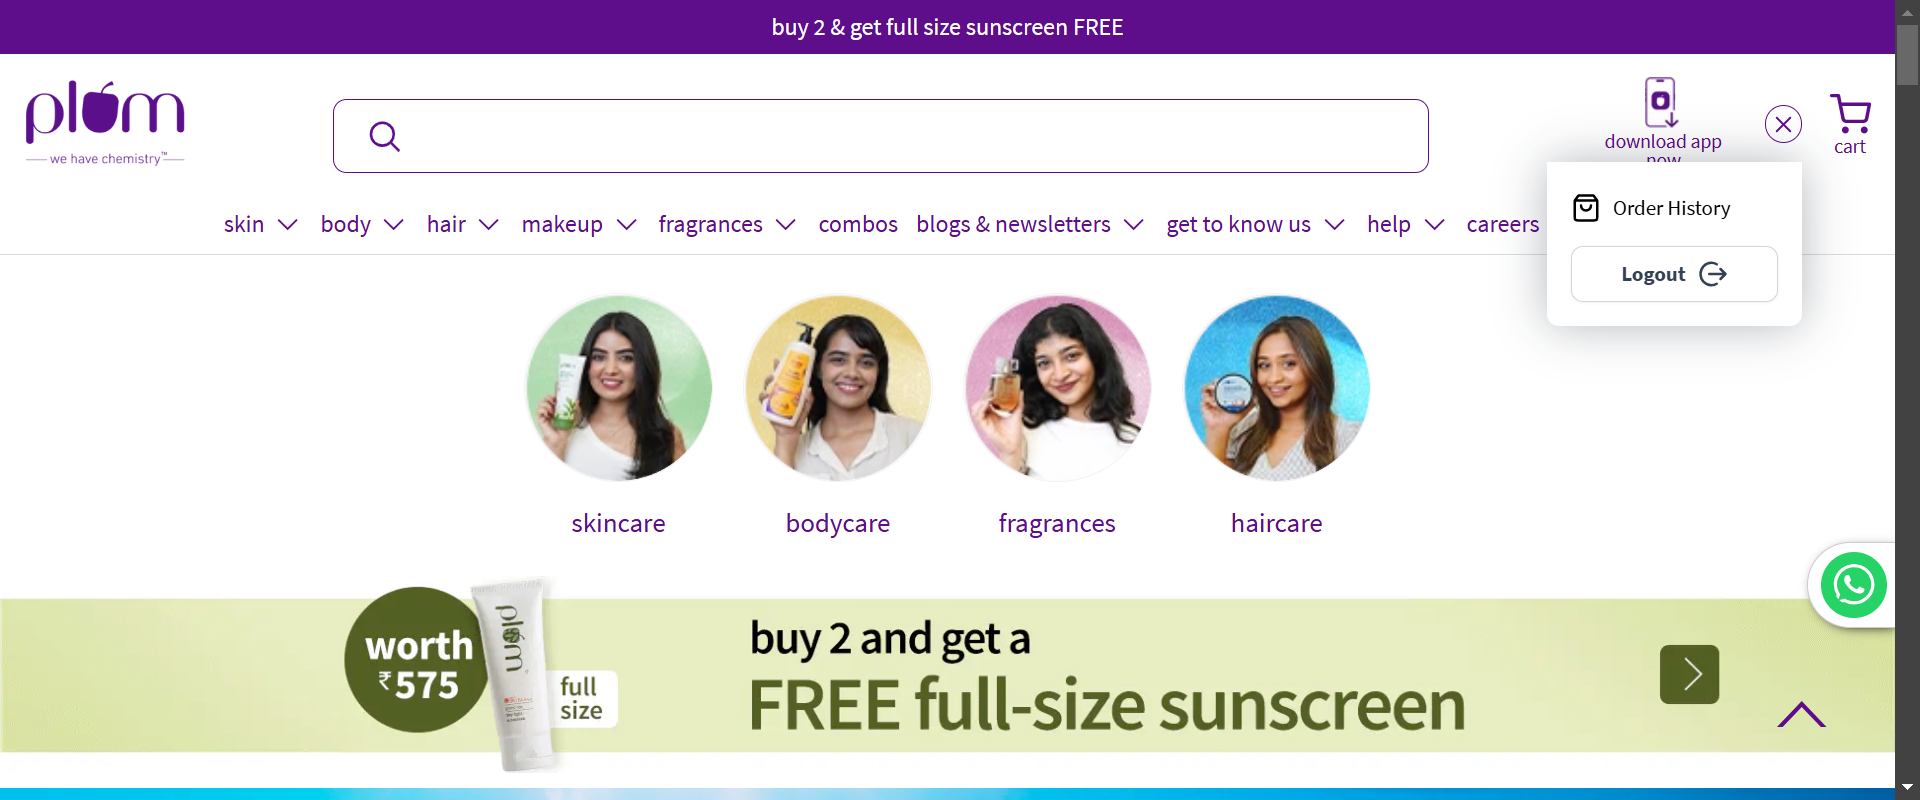 buy 2 & get full size sunscreen FREE
plum
we have chemistry™
download app
now
cart
Order History
Logout
skin
body
hair
makeup
fragrances
combos
blogs & newsletters
get to know us
help
careers
skincare
bodycare
fragrances
haircare
worth
₹575
plum
full
size
buy 2 and get a
FREE full-size sunscreen